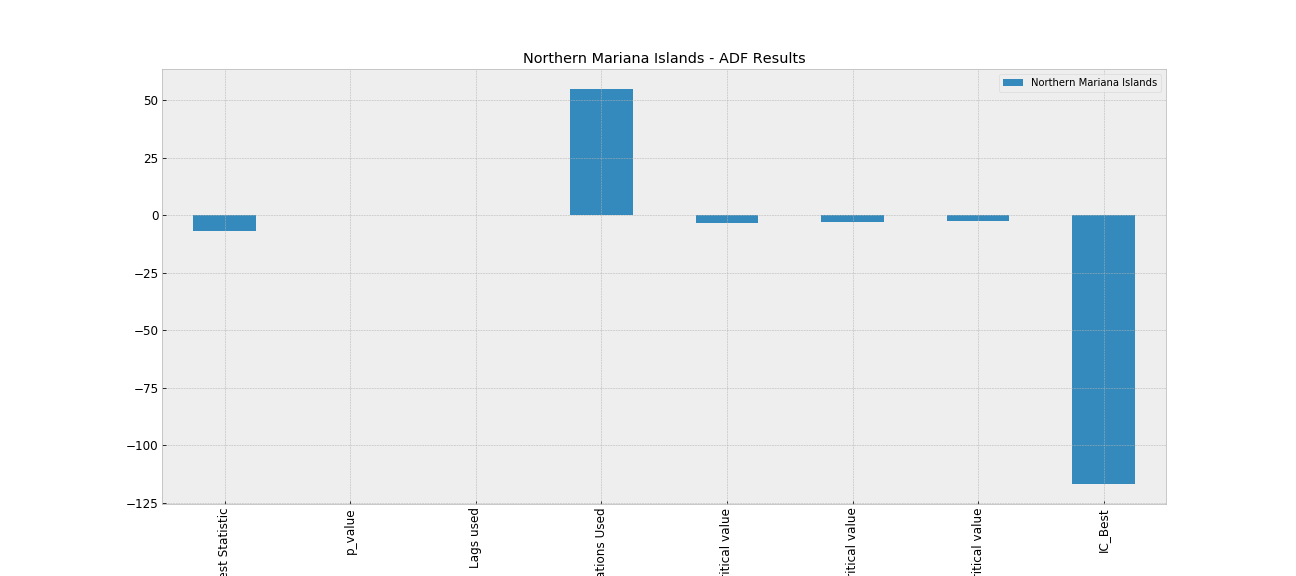 Northern Mariana Islands - ADF Results
Northern Mariana Islands
50
25
0
−25
−50
−75
−100
−125
est Statistic
p_value
Lags used
ations Used
ritical value
ritical value
ritical value
IC_Best